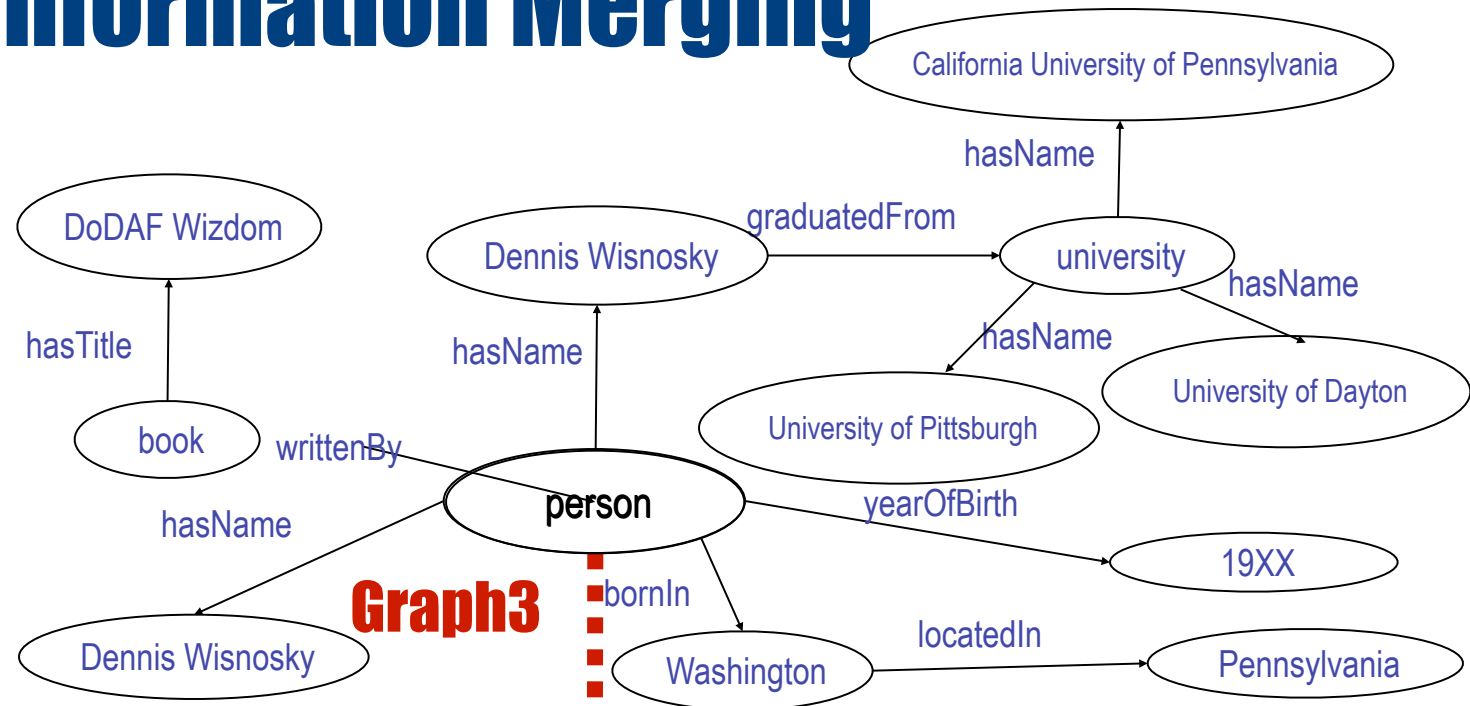 Information Merging
California University of Pennsylvania
hasName
DoDAF Wizdom
Dennis Wisnosky
graduatedFrom
university
hasName
hasTitle
hasName
hasName
University of Dayton
book
writtenBy
University of Pittsburgh
person
yearOfBirth
hasName
19XX
Graph3
bornIn
locatedIn
Dennis Wisnosky
Washington
Pennsylvania